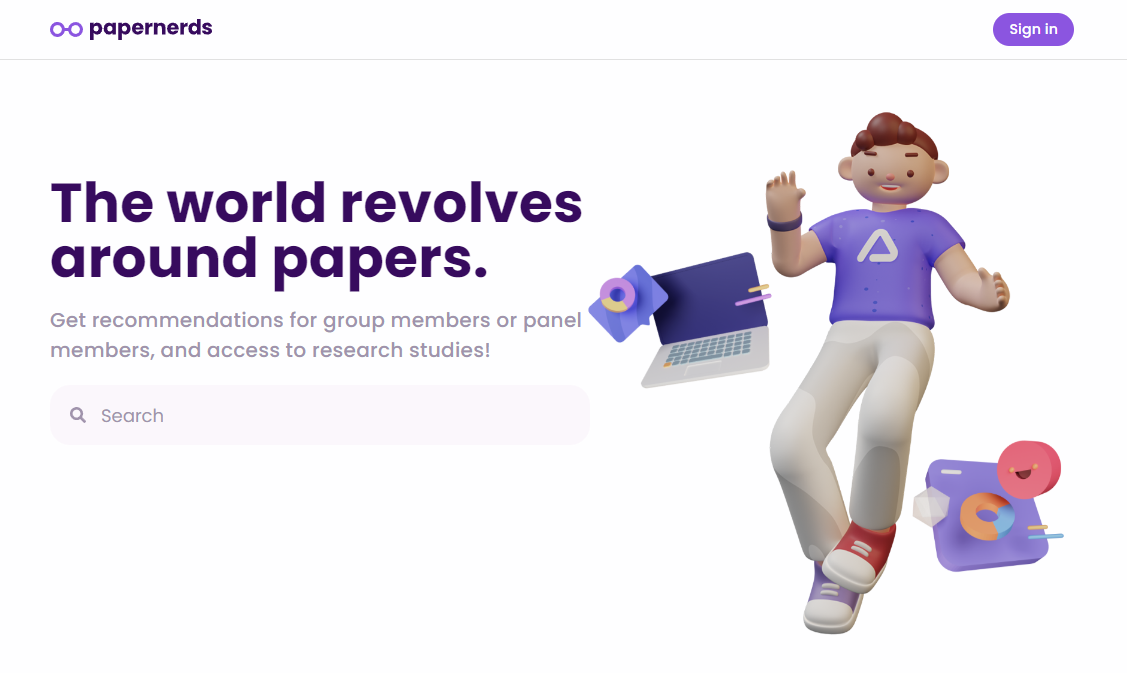 papernerds
Sign in
The world revolves
around papers.
Get recommendations for group members or panel
members, and access to research studies!
Search